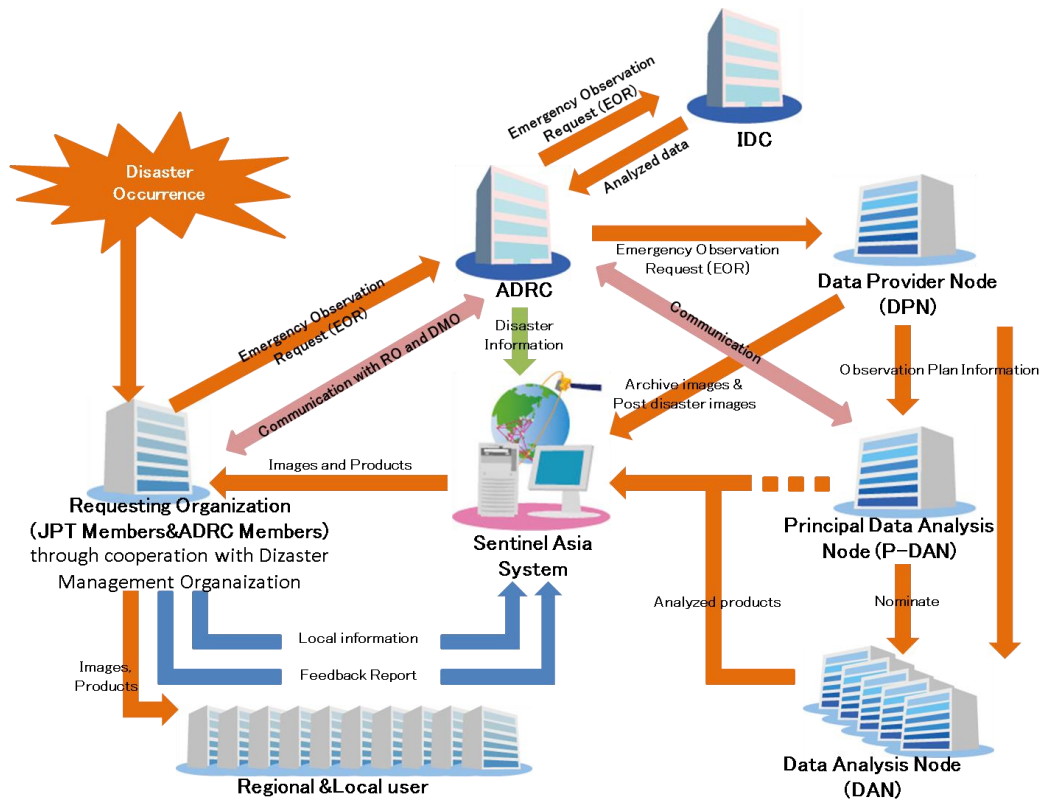 Disaster
Occurrence
Emergency Observation
Request (EOR)
Analyzed data
IDC
ADRC
Emergency Observation
Request (EOR)
Data Provider Node
(DPN)
Emergency Observation
Request (EOR)
Communication with RO and DMO
Disaster
Information
Communication
Archive images &
Post disaster images
Observation Plan Information
Images and Products
Requesting Organization
(JPT Members&ADRC Members)
through cooperation with Dizaster
Management Organaization
Sentinel Asia
System
Principal Data Analysis
Node (P-DAN)
Analyzed products
Nominate
Local information
Feedback Report
Images,
Products
Regional &Local user
Data Analysis Node
(DAN)